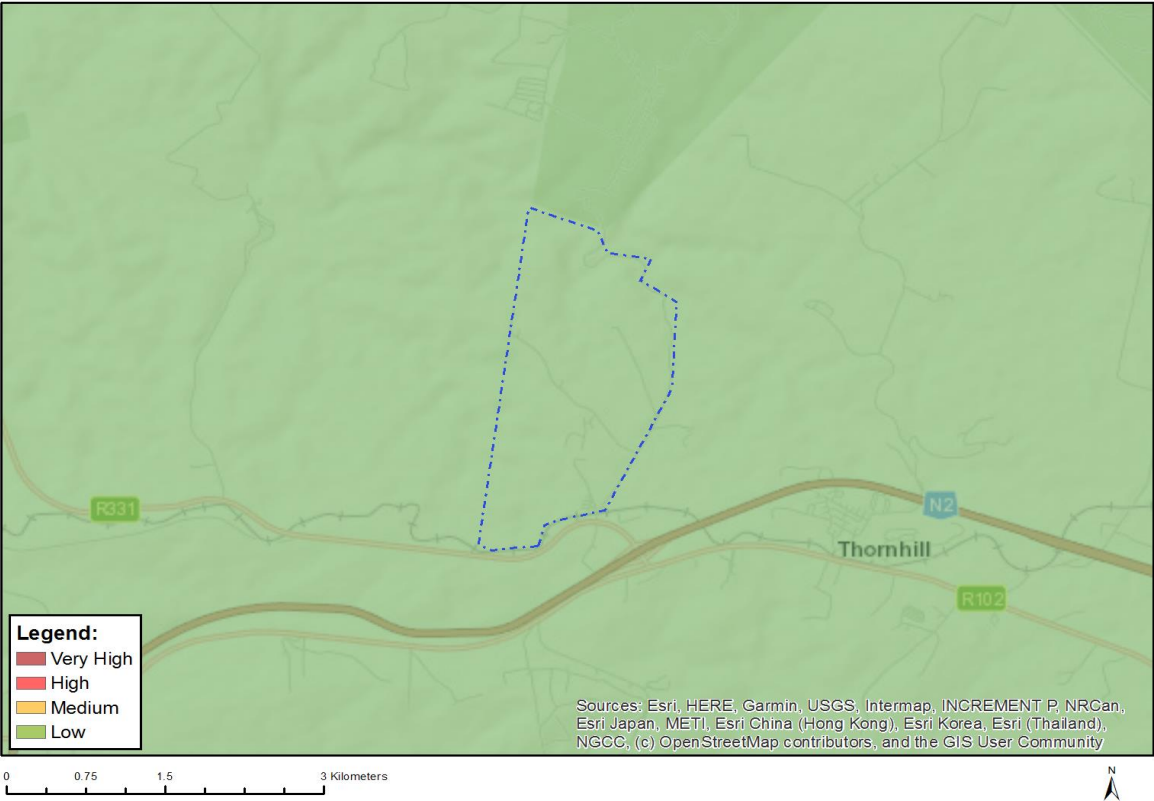 R331
N2
Thornhill
R102
Legend:
Very High
High
Medium
Low
Sources: Esri, HERE, Garmin, USGS, Intermap, INCREMENT P, NRCan,
Esri Japan, METI, Esri China (Hong Kong), Esri Korea, Esri (Thailand),
NGCC, (c) OpenStreetMap contributors, and the GIS User Community
0 0.75 1.5 3 Kilometers
N